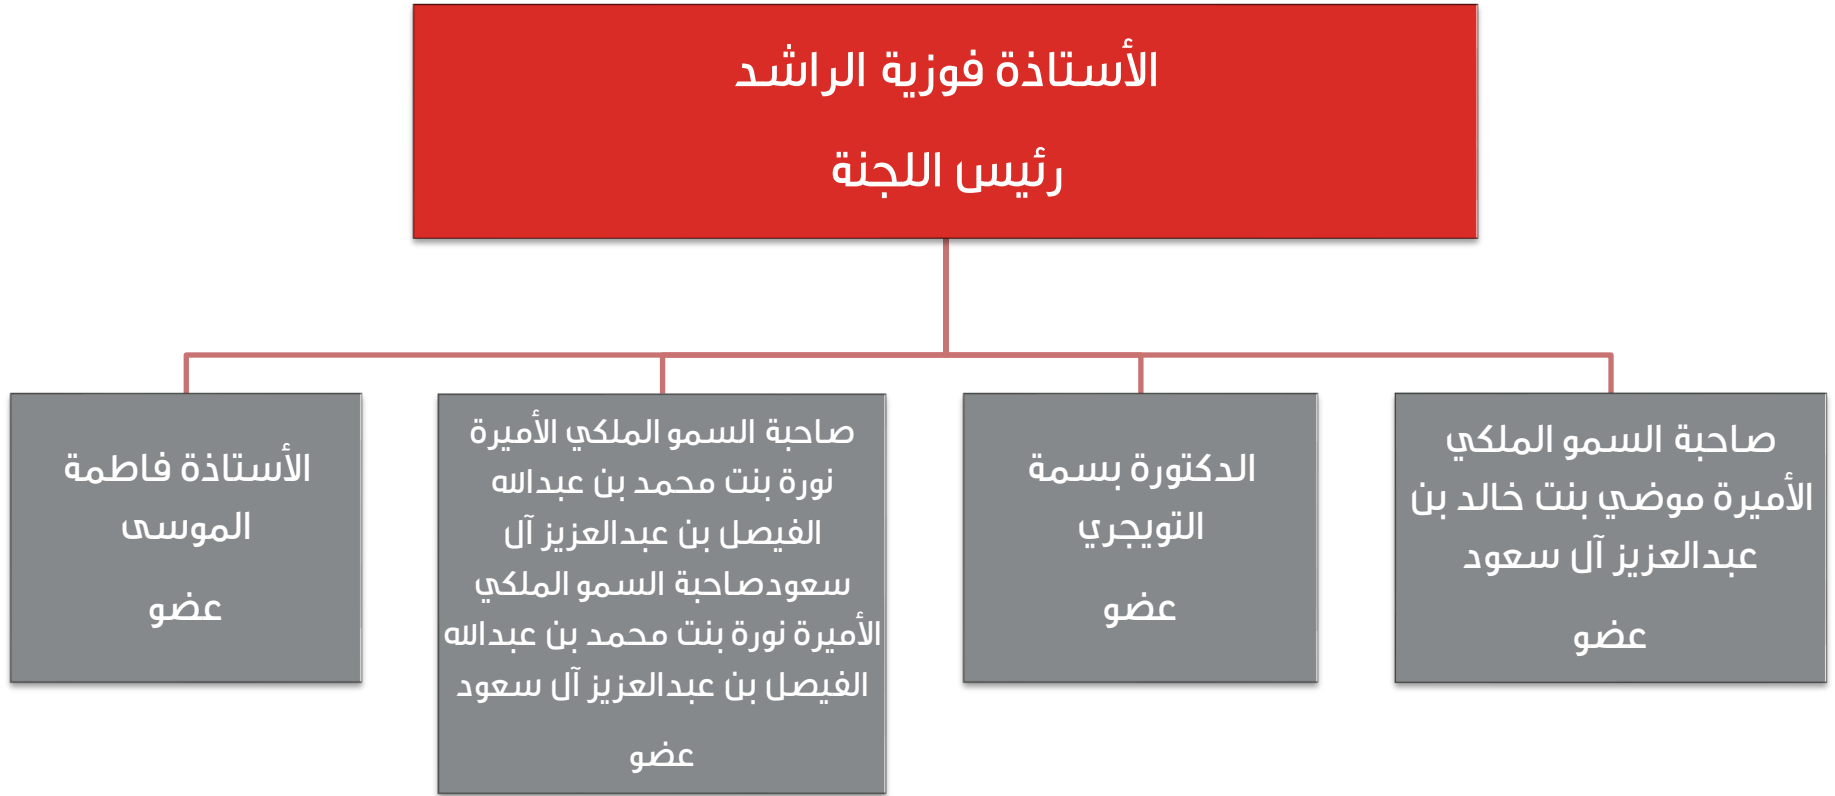 الأستاذة فوزية الراشد
رئيس اللجنة
صاحبة السمو الملكي
الأميرة موضي بنت خالد بن
عبدالعزيز آل سعود
عضو
الدكتورة بسمة
التويجري
عضو
صاحبة السمو الملكي الأميرة
نورة بنت محمد بن عبدالله
الفيصل بن عبدالعزيز آل
سعودصاحبة السمو الملكي
الأميرة نورة بنت محمد بن عبدالله
الفيصل بن عبدالعزيز آل سعود
عضو
الأستاذة فاطمة
الموسى
عضو